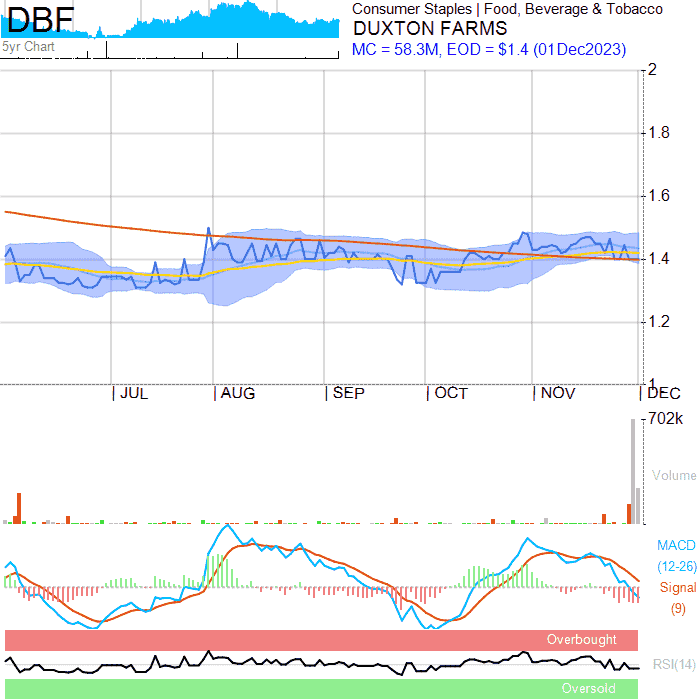 DBF
5yr Chart
Consumer Staples | Food, Beverage & Tobacco
DUXTON FARMS
MC = 58.3M, EOD = $1.4 (01Dec2023)
2
1.8
1.6
1.4
1.2
1
JUL
AUG
SEP
OCT
NOV
DEC
702k
Volume
MACD
(12-26)
Signal
(9)
Overbought
RSI(14)
Oversold